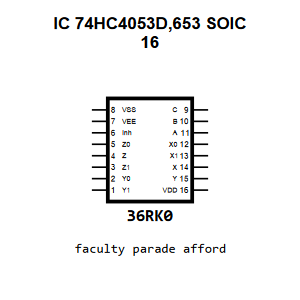 IC 74HC4053D,653 SOIC
16
8 VSS C 9
7 VEE B 10
6 Inh A 11
5 Z0 X0 12
4 Z X1 13
3 Z1 X 14
2 Y0 Y 15
1 Y1 VDD 16
36RK0
faculty parade afford